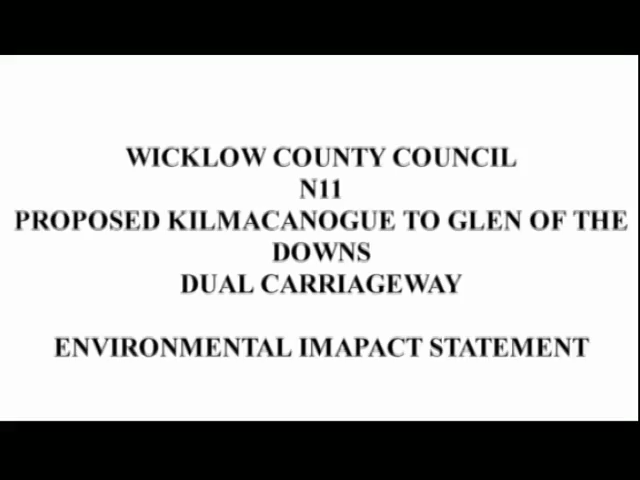 WICKLOW COUNTY COUNCIL
N11
PROPOSED KILMACANOGUE TO GLEN OF THE
DOWNS
DUAL CARRIAGEWAY
ENVIRONMENTAL IMAPACT STATEMENT